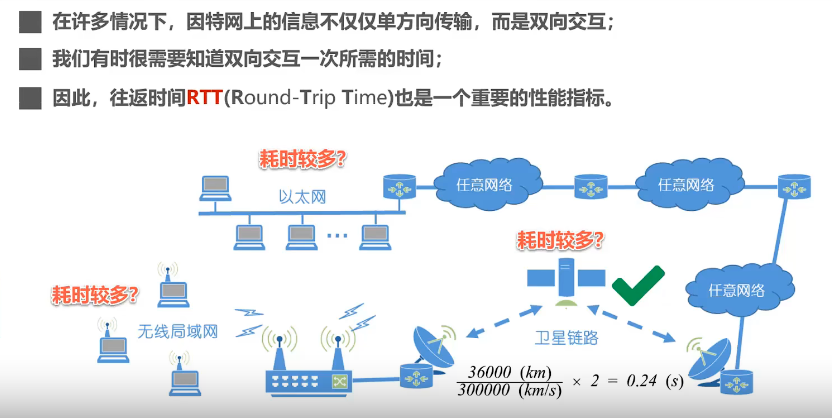 在许多情况下，因特网上的信息不仅仅单方向传输，而是双向交互；
我们有时很需要知道双向交互一次所需的时间；
因此，往返时间RTT(Round-Trip Time)也是一个重要的性能指标。
耗时较多？
以太网
任意网络
任意网络
耗时较多？
耗时较多？
任意网络
无线局域网
卫星链路
36000 (km)
300000 (km/s)
× 2 = 0.24 (s)